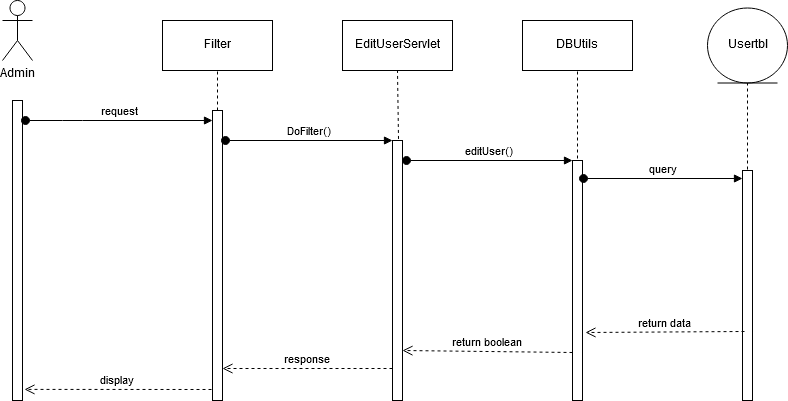 Admin
Filter
EditUserServlet
DBUtils
Usertbl
request
DoFilter()
editUser()
query
return data
return boolean
response
display